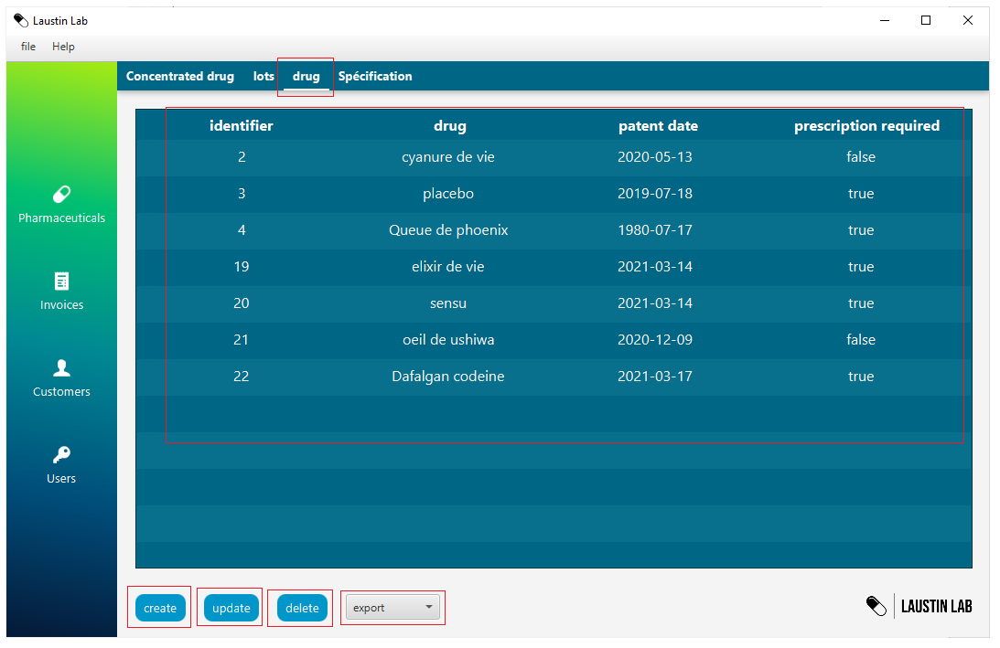 Laustin Lab
file Help
Concentrated drug lots drug Spécification
identifier drug patent date prescription required
2 cyanure de vie 2020-05-13 false
3 placebo 2019-07-18 true
4 Queue de phoenix 1980-07-17 true
19 elixir de vie 2021-03-14 true
20 sensu 2021-03-14 true
21 oeil de ushiwa 2020-12-09 false
22 Dafalgan codeine 2021-03-17 true
Pharmaceuticals
Invoices
Customers
Users
create update delete export
LAUSTIN LAB